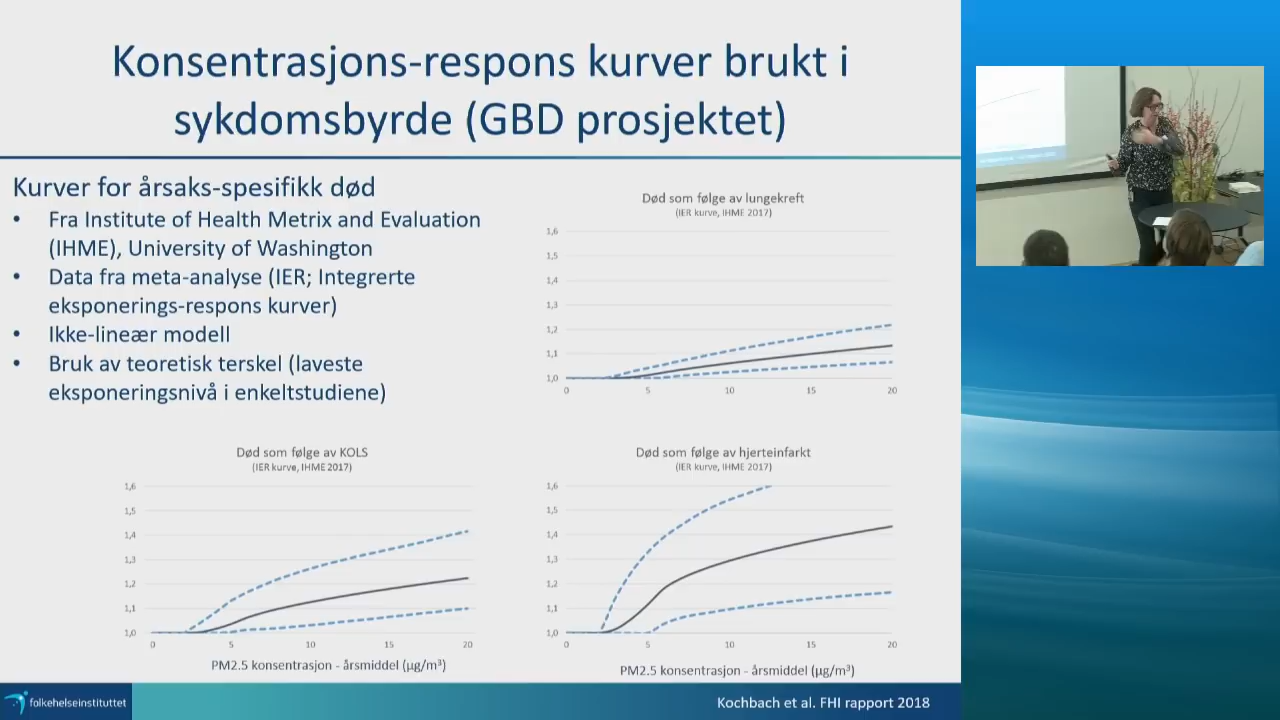 Konsentrasjons-respons kurver brukt i
sykdomsbyrde (GBD prosjektet)
Kurver for årsaks-spesifikk død
• Fra Institute of Health Metrix and Evaluation
(IHME), University of Washington
• Data fra meta-analyse (IER; Integrerte
eksponerings-respons kurver)
• Ikke-lineær modell
• Bruk av teoretisk terskel (laveste
eksponeringsnivå i enkeltstudiene)
Død som følge av lungekreft
(IER kurve, IHME 2017)
1,6
1,5
1,4
1,3
1,2
1,1
1,0
0 5 10 15 20
Død som følge av KOLS
(IER kurve, IHME 2017)
1,6
1,5
1,4
1,3
1,2
1,1
1,0
0 5 10 15 20
PM2.5 konsentrasjon - årsmiddel (µg/m³)
Død som følge av hjerteinfarkt
(IER kurve, IHME 2017)
1,6
1,5
1,4
1,3
1,2
1,1
1,0
0 5 10 15 20
PM2.5 konsentrasjon - årsmiddel (µg/m³)
folkehelseinstituttet
Kochbach et al. FHI rapport 2018